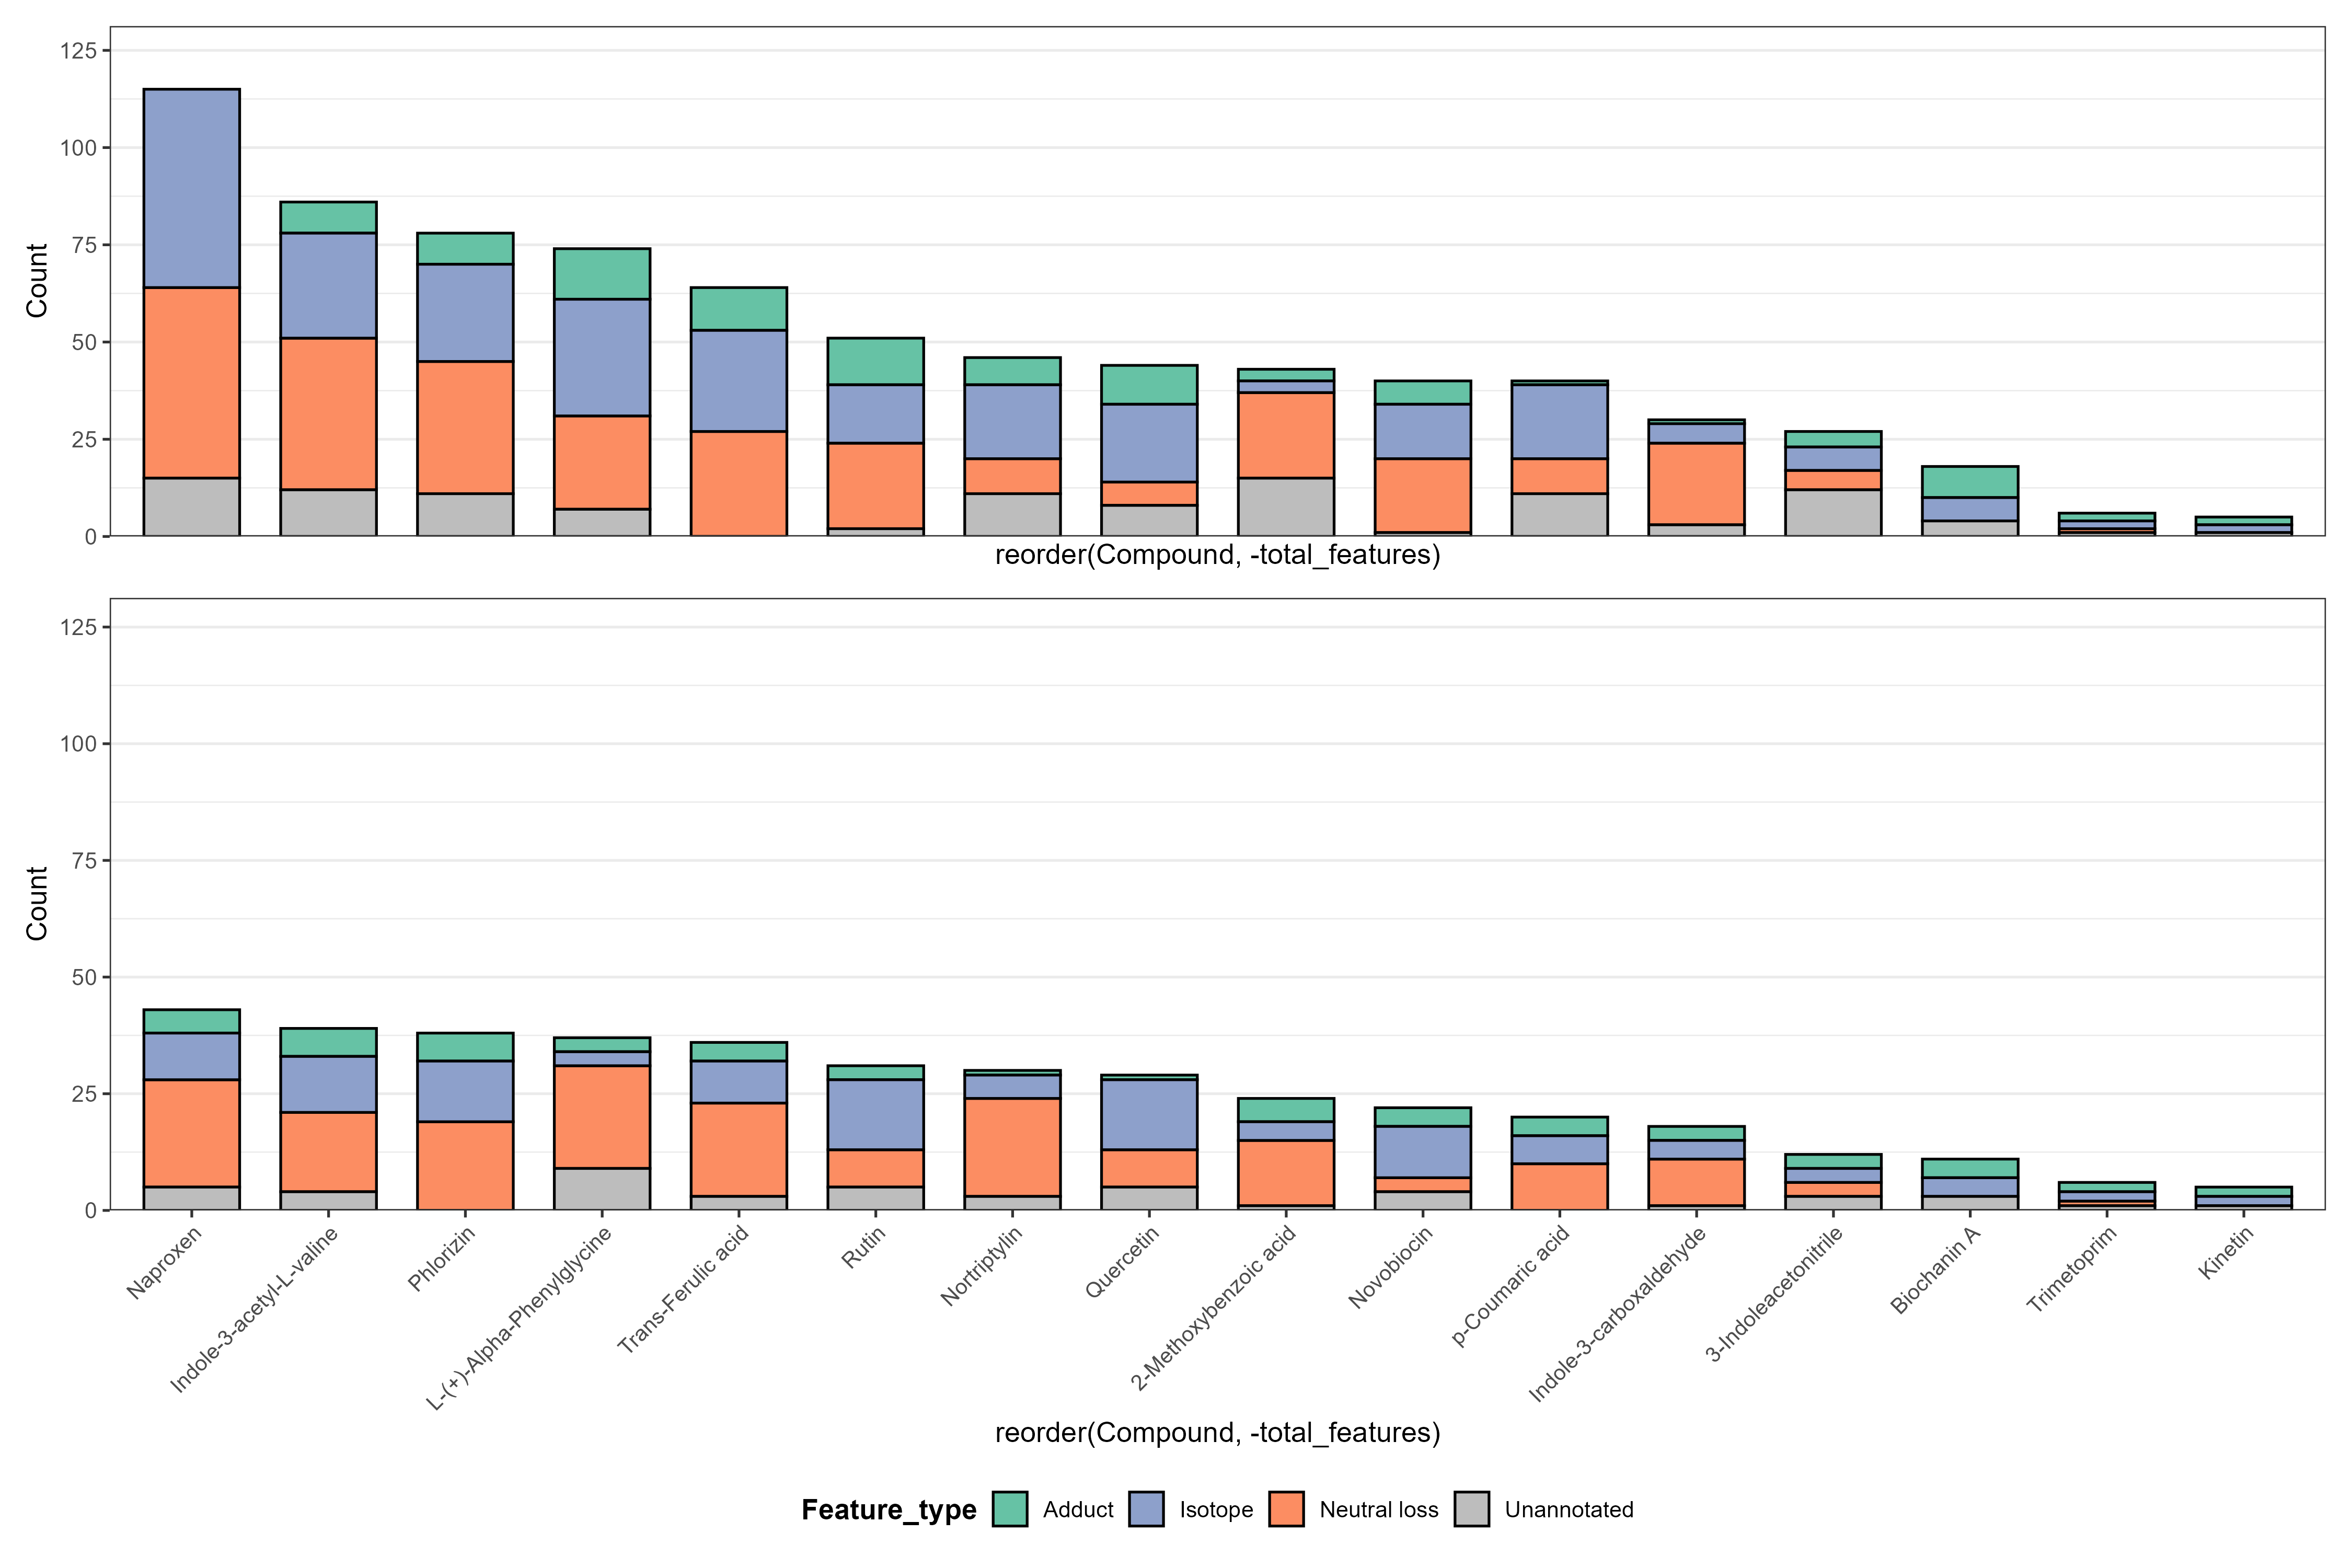 125
100
75
50
25
0
Count
reorder(Compound, -total_features)
125
100
75
50
25
0
Count
Naproxen
Indole-3-acetyl-L-valine
Phlorizin
L-(+)-Alpha-Phenylglycine
Trans-Ferulic acid
Rutin
Nortriptylin
Quercetin
2-Methoxybenzoic acid
Novobiocin
p-Coumaric acid
Indole-3-carboxaldehyde
3-Indoleacetonitrile
Biochanin A
Trimetoprim
Kinetin
reorder(Compound, -total_features)
Feature_type Adduct Isotope Neutral loss Unannotated